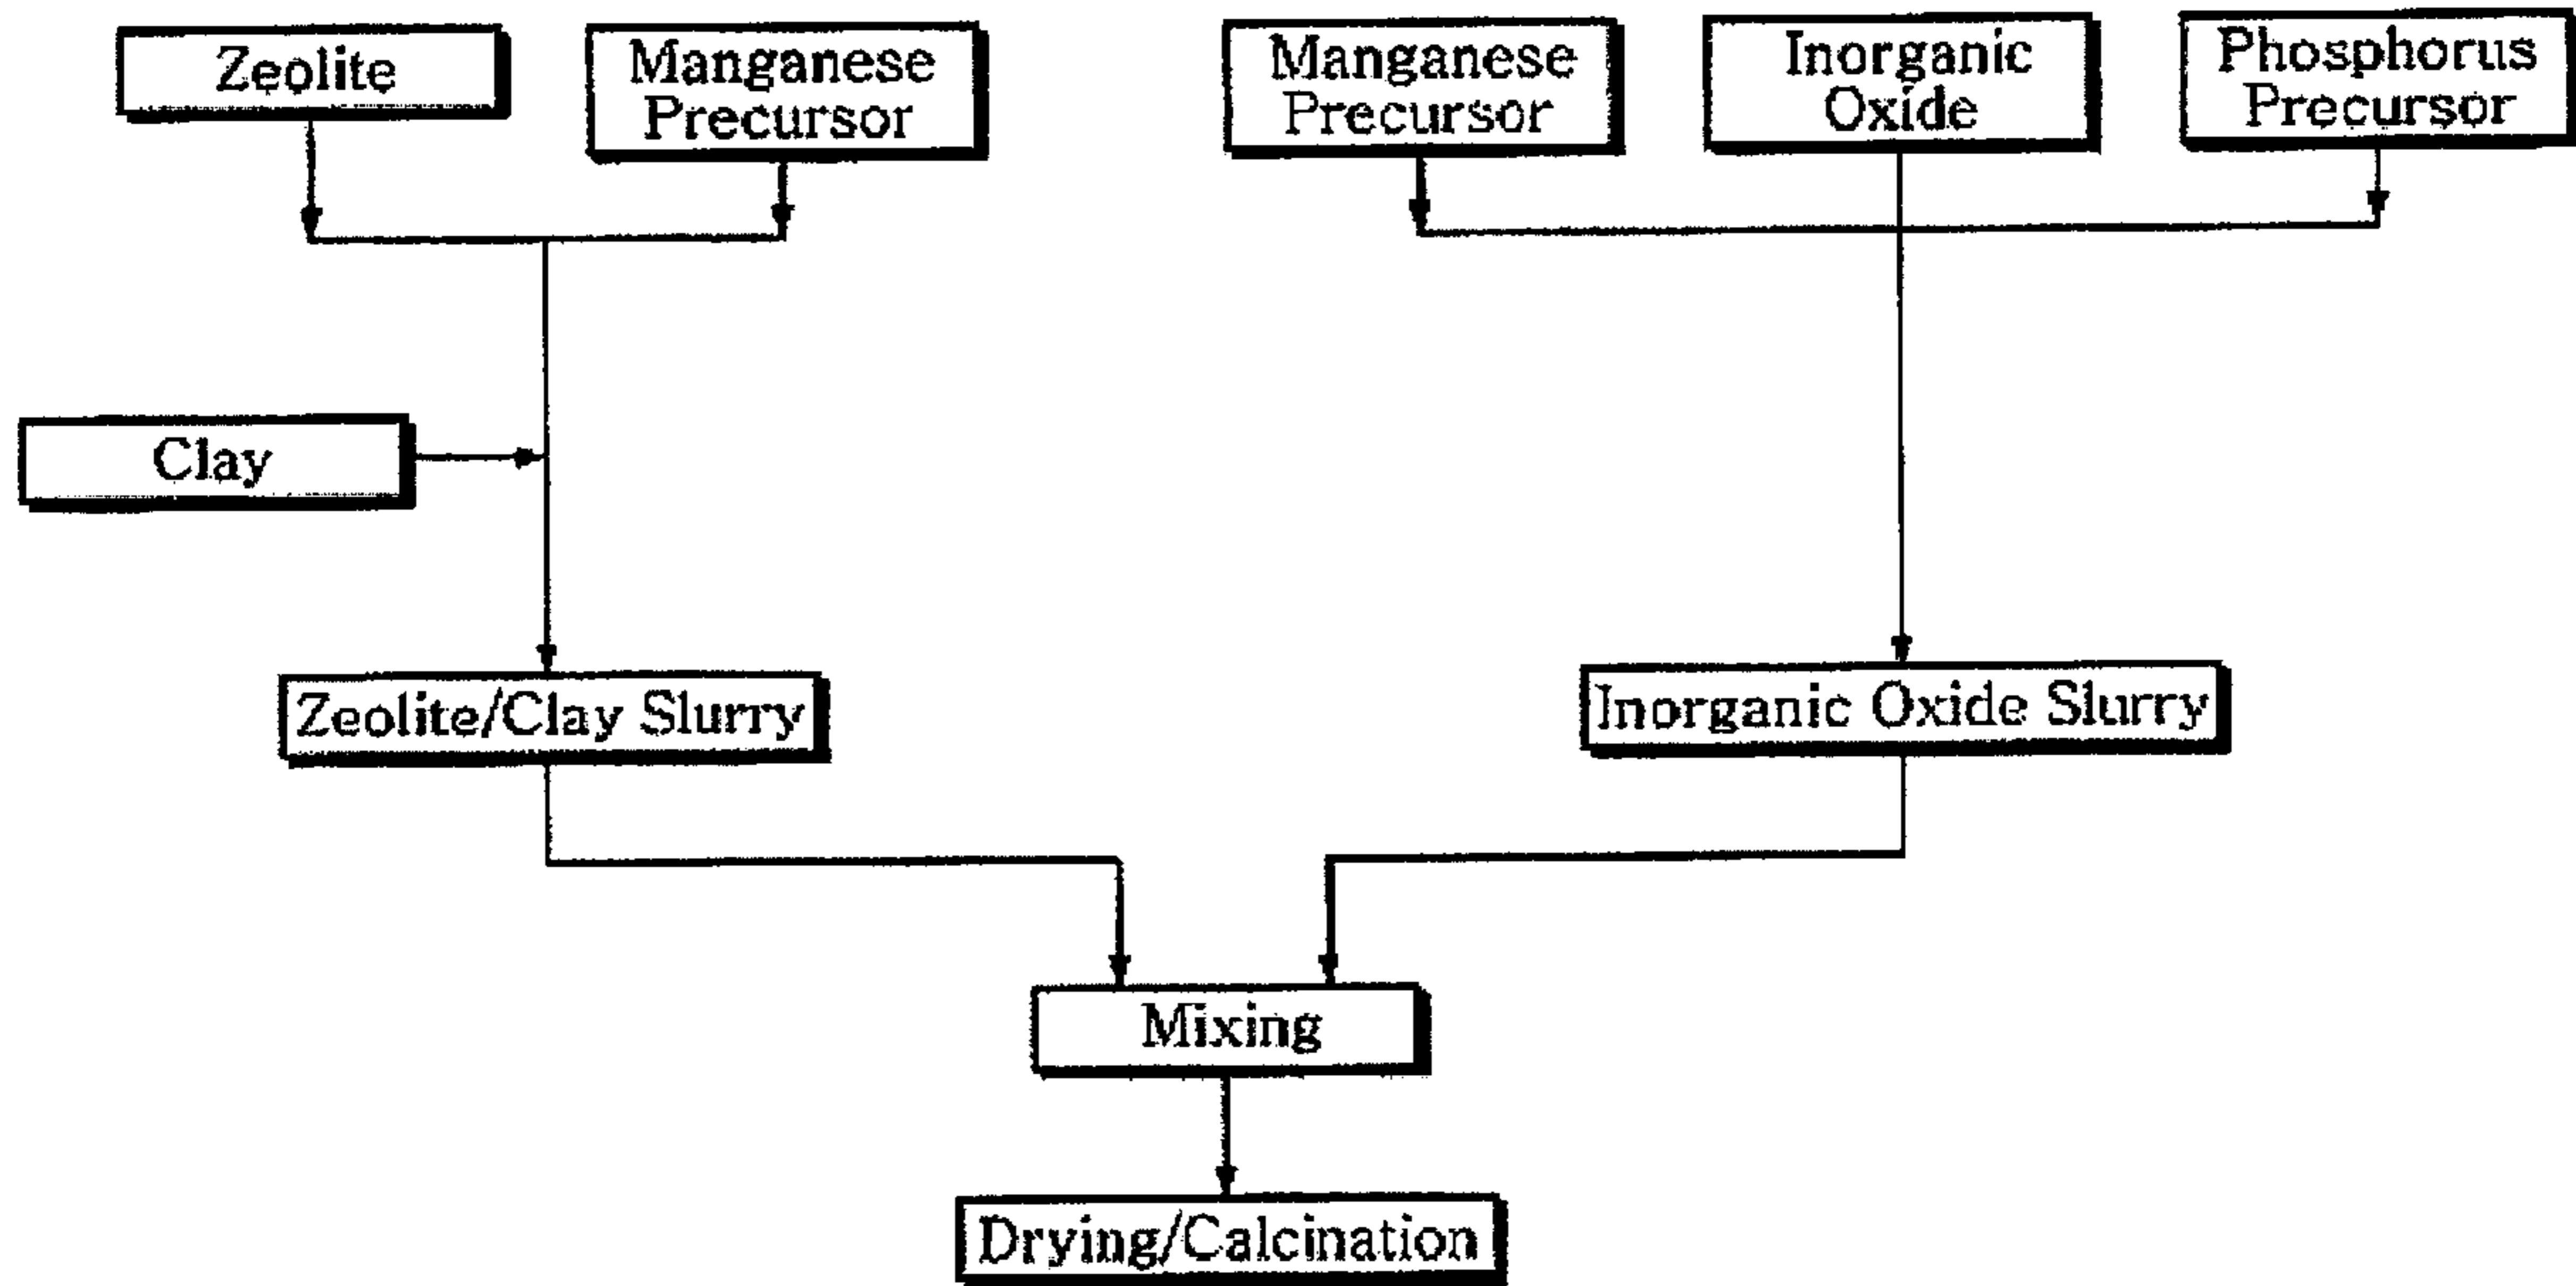 Zeolite
Manganese
Precursor
Manganese
Precursor
Inorganic
Oxide
Phosphorus
Precursor
Clay
Zeolite/Clay Slurry
Inorganic Oxide Slurry
Mixing
Drying/Calcination